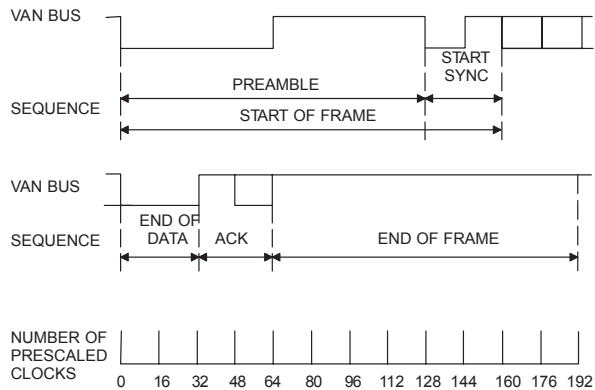 VAN BUS
START
SYNC
PREAMBLE
SEQUENCE
START OF FRAME
VAN BUS
END OF
DATA
ACK
END OF FRAME
SEQUENCE
NUMBER OF
PRESCALED
CLOCKS
0 16 32 48 64 80 96 112 128 144 160 176 192